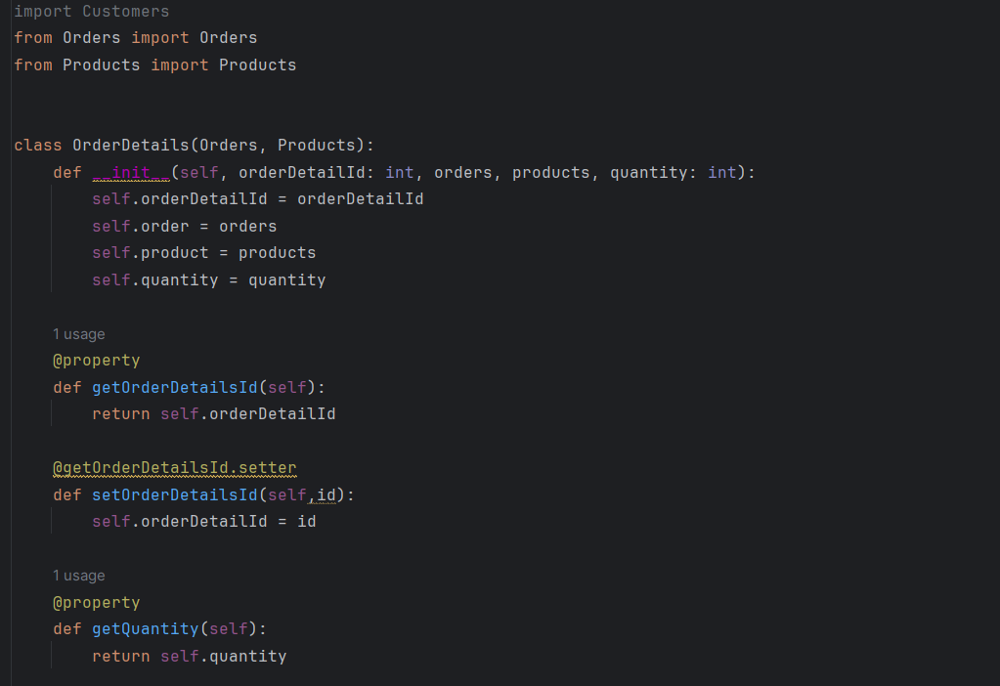 import Customers
from Orders import Orders
from Products import Products
class OrderDetails(Orders, Products):
def __init__(self, orderDetailId: int, orders, products, quantity: int):
self.orderDetailId = orderDetailId
self.order = orders
self.product = products
self.quantity = quantity
1 usage
@property
def getOrderDetailsId(self):
return self.orderDetailId
@getOrderDetailsId.setter
def setOrderDetailsId(self,id):
self.orderDetailId = id
1 usage
@property
def getQuantity(self):
return self.quantity